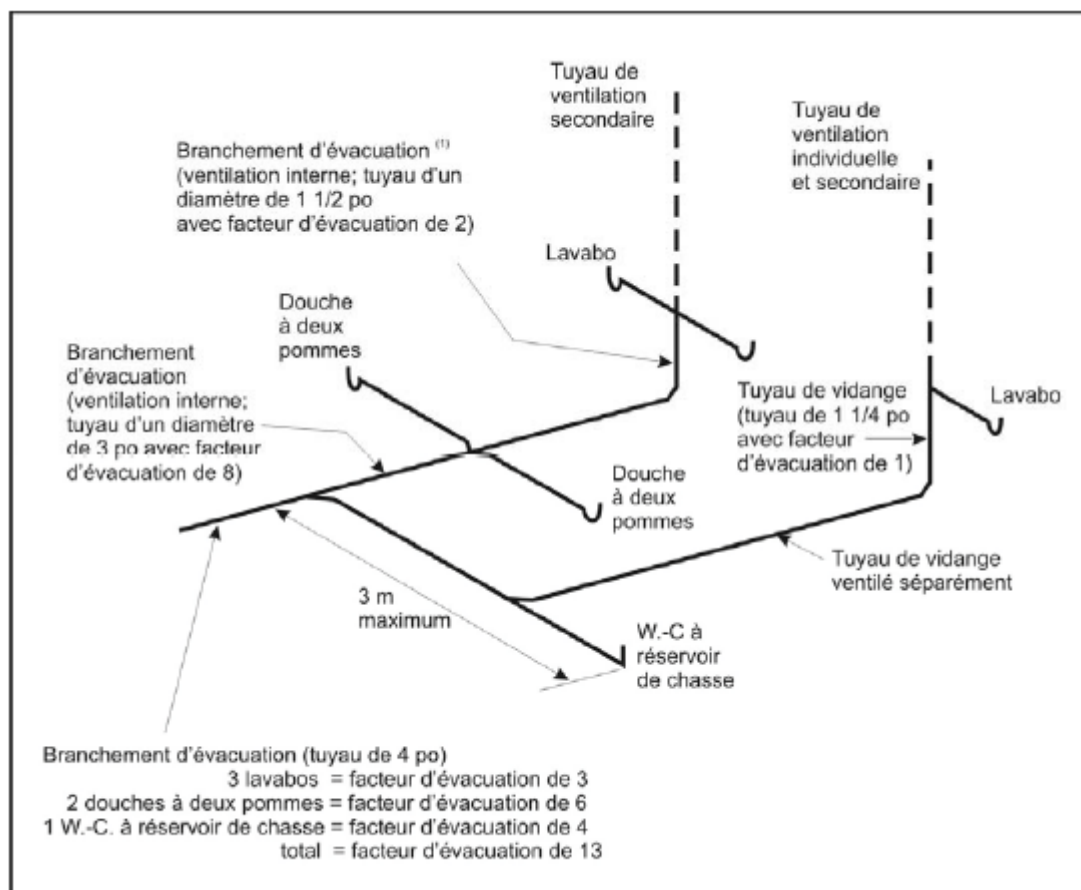 Tuyau de
ventilation
secondaire
Tuyau de
ventilation
individuelle
et secondaire
Branchement d'évacuation (1)
(ventilation interne; tuyau d'un
diamètre de 1 1/2 po
avec facteur d'évacuation de 2)
Lavabo
Douche
à deux
pommes
Branchement
d'évacuation
(ventilation interne;
tuyau d'un diamètre
de 3 po avec facteur
d'évacuation de 8)
Tuyau de vidange
(tuyau de 1 1/4 po
avec facteur
d'évacuation de 1)
Lavabo
Douche
à deux
pommes
Tuyau de vidange
ventilé séparément
3 m
maximum
W.-C à
réservoir
de chasse
Branchement d'évacuation (tuyau de 4 po)
3 lavabos = facteur d'évacuation de 3
2 douches à deux pommes = facteur d'évacuation de 6
1 W.-C. à réservoir de chasse = facteur d'évacuation de 4
total = facteur d'évacuation de 13